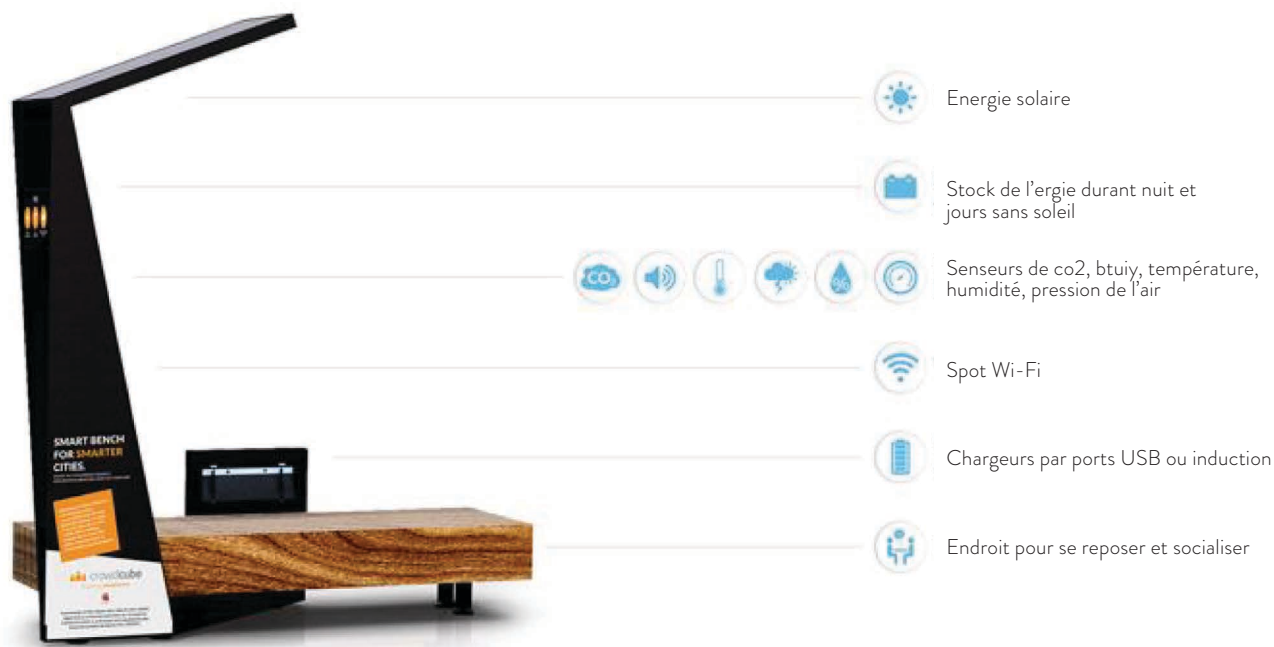 Energie solaire
Stock de l'ergie durant nuit et
jours sans soleil
CO₂
%
Senseurs de co2, btuiy, température,
humidité, pression de l'air
Spot Wi-Fi
SMART BENCH
FOR SMARTER
CITIES.
Chargeurs par ports USB ou induction
Endroit pour se reposer et socialiser
crowdcube